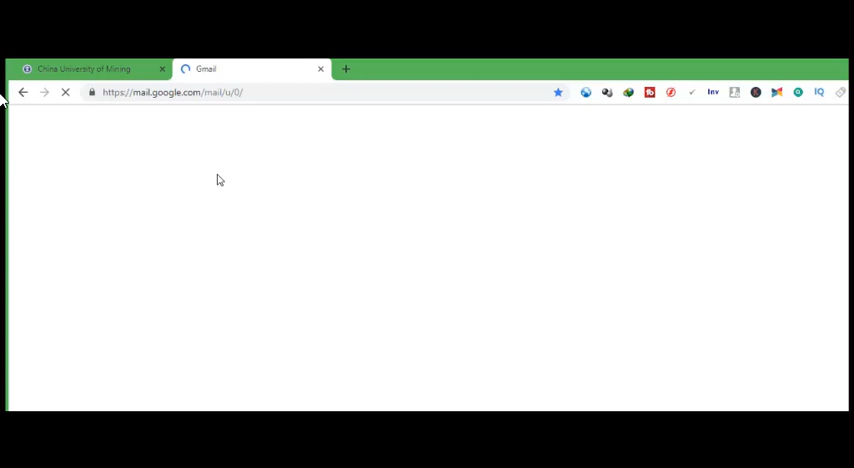 China University of Mining
Gmail
https://mail.google.com/mail/u/0/
Inv
IQ